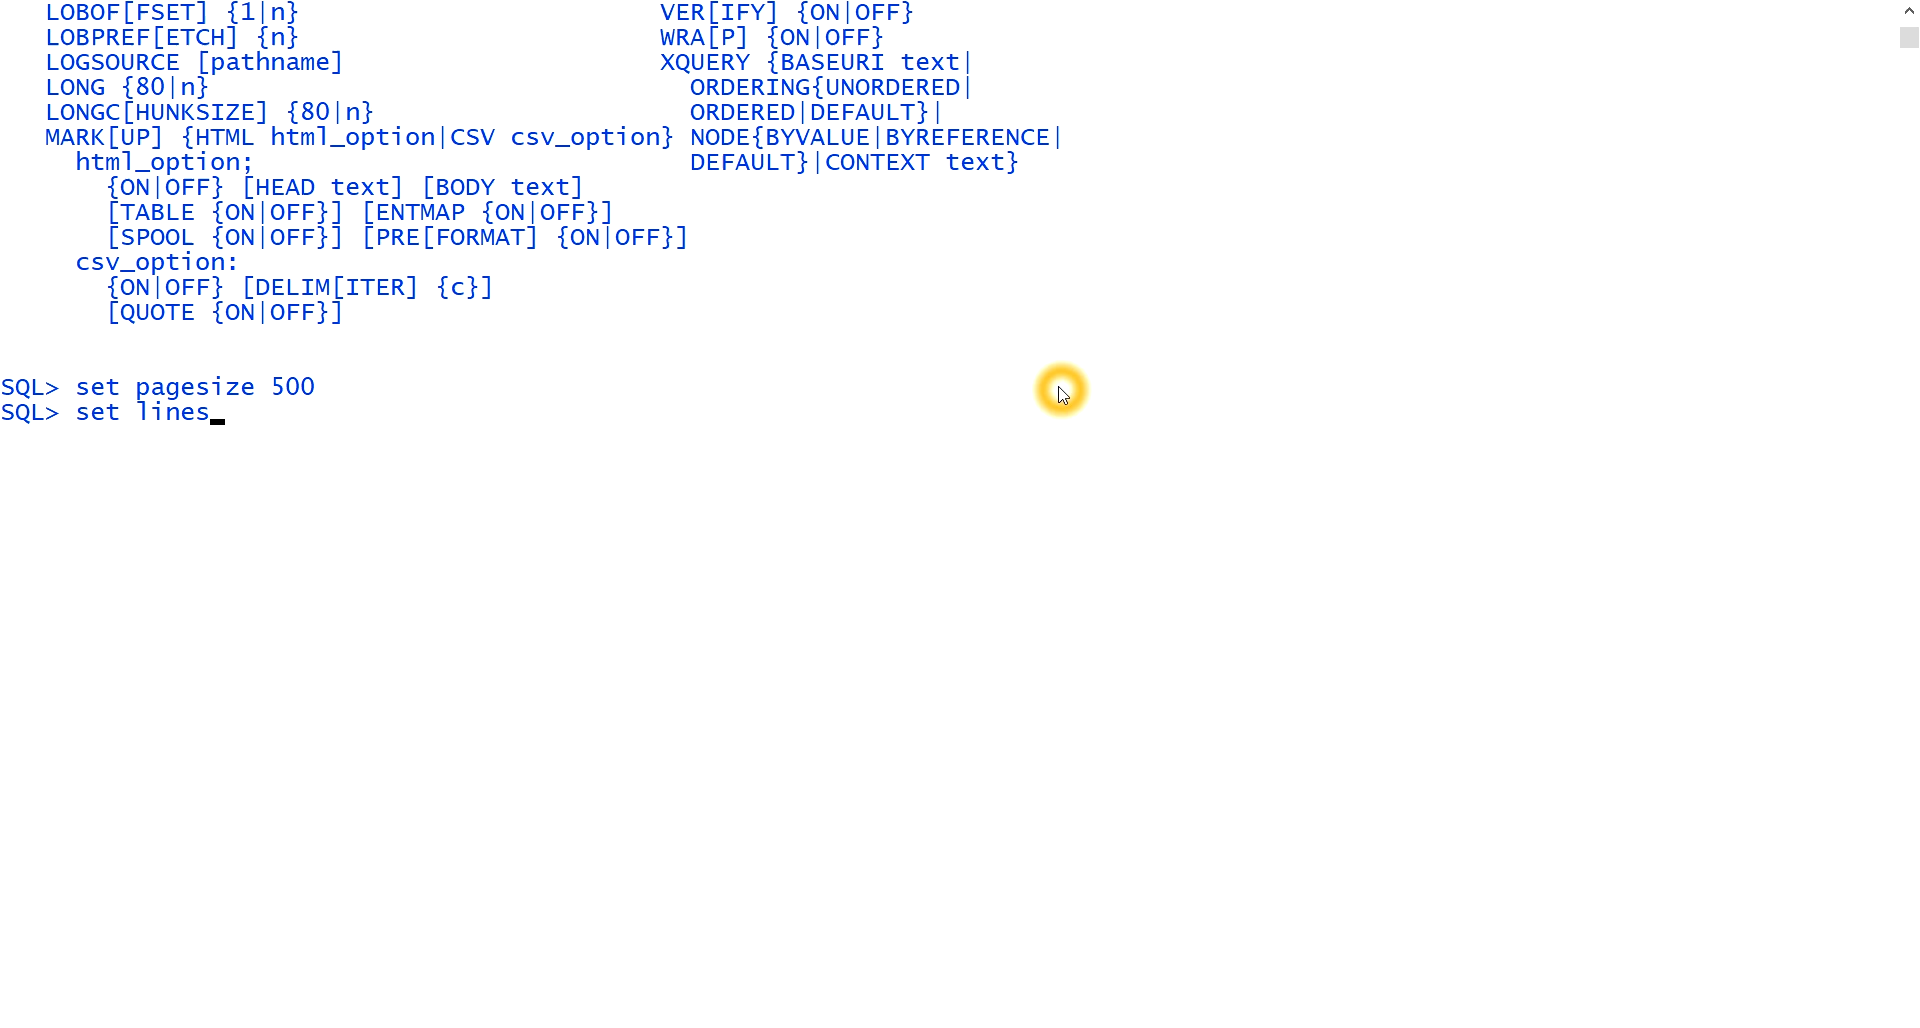 LOBOF[FSET] {1|n}                        VER[IFY] {ON|OFF}
   LOBPREF[ETCH] {n}                        WRA[P] {ON|OFF}
   LOGSOURCE [pathname]                     XQUERY {BASEURI text|
   LONG {80|n}                                ORDERING{UNORDERED|
   LONGC[HUNKSIZE] {80|n}                     ORDERED|DEFAULT}|
   MARK[UP] {HTML html_option|CSV csv_option} NODE{BYVALUE|BYREFERENCE|
     html_option;                             DEFAULT}|CONTEXT text}
       {ON|OFF} [HEAD text] [BODY text]
       [TABLE {ON|OFF}] [ENTMAP {ON|OFF}]
       [SPOOL {ON|OFF}] [PRE[FORMAT] {ON|OFF}]
     csv_option:
       {ON|OFF} [DELIM[ITER] {c}]
       [QUOTE {ON|OFF}]
SQL> set pagesize 500
SQL> set lines